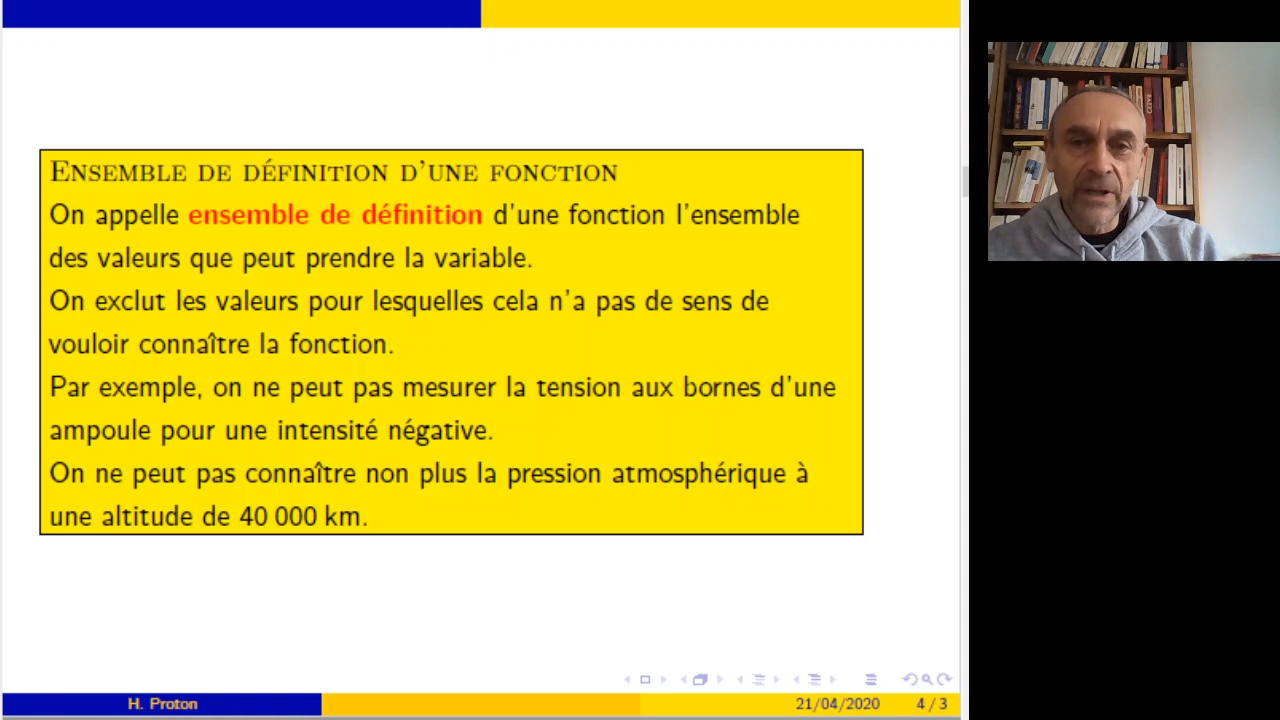 ENSEMBLE DE DÉFINITION D'UNE FONCTION
On appelle ensemble de définition d'une fonction l'ensemble
des valeurs que peut prendre la variable.
On exclut les valeurs pour lesquelles cela n'a pas de sens de
vouloir connaître la fonction.
Par exemple, on ne peut pas mesurer la tension aux bornes d'une
ampoule pour une intensité négative.
On ne peut pas connaître non plus la pression atmosphérique à
une altitude de 40 000 km.
H. Proton
21/04/2020
4 / 3